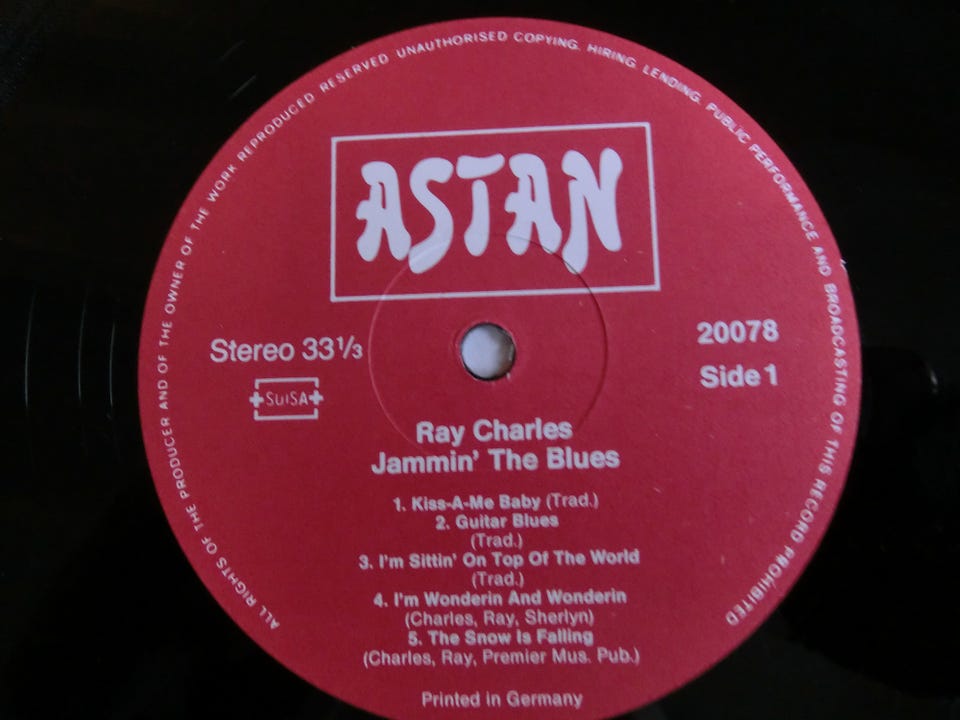 ALL RIGHTS OF THE PRODUCER AND OF THE OWNER OF THE WORK REPRODUCED RESERVED UNAUTHORISED COPYING. HIRING. LENDING. PUBLIC PERFORMANCE AND BROADCASTING OF THIS RECORD PROHIBITED
ASTAN
Stereo 33⅓
SUISA
20078
Side 1
Ray Charles
Jammin' The Blues
1. Kiss-A-Me Baby (Trad.)
2. Guitar Blues
(Trad.)
3. I'm Sittin' On Top Of The World
(Trad.)
4. I'm Wonderin And Wonderin
(Charles, Ray, Sherlyn)
5. The Snow Is Falling
(Charles, Ray, Premier Mus. Pub.)
Printed in Germany